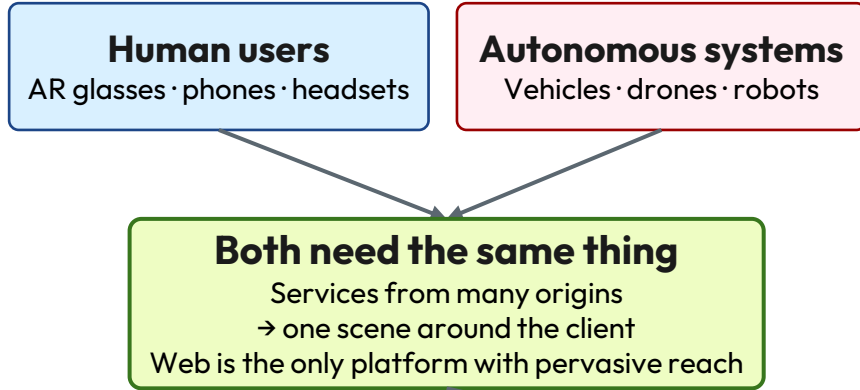 Human users
AR glasses · phones · headsets
Autonomous systems
Vehicles · drones · robots
Both need the same thing
Services from many origins
→ one scene around the client
Web is the only platform with pervasive reach